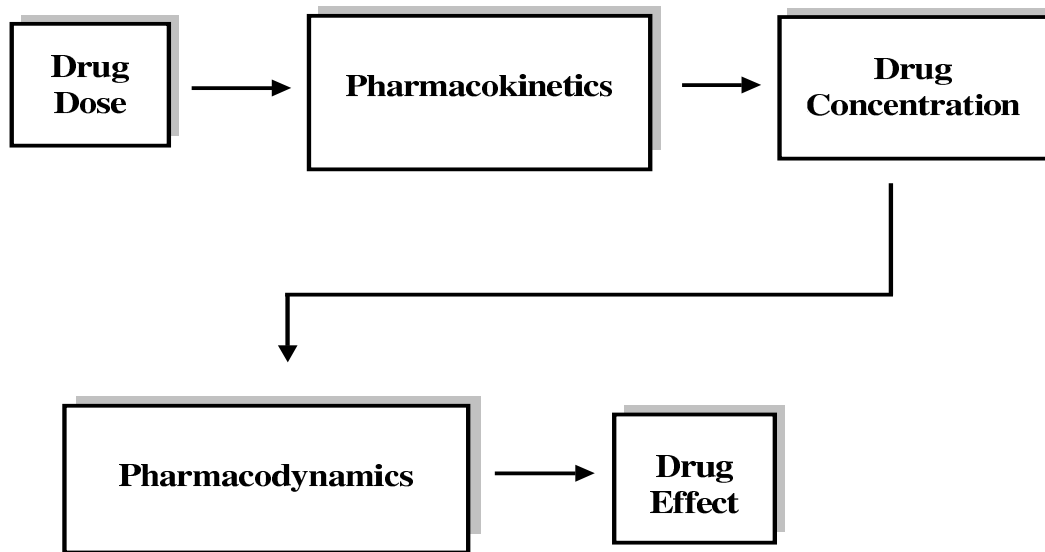 Drug
Dose
Pharmacokinetics
Drug
Concentration
Pharmacodynamics
Drug
Effect